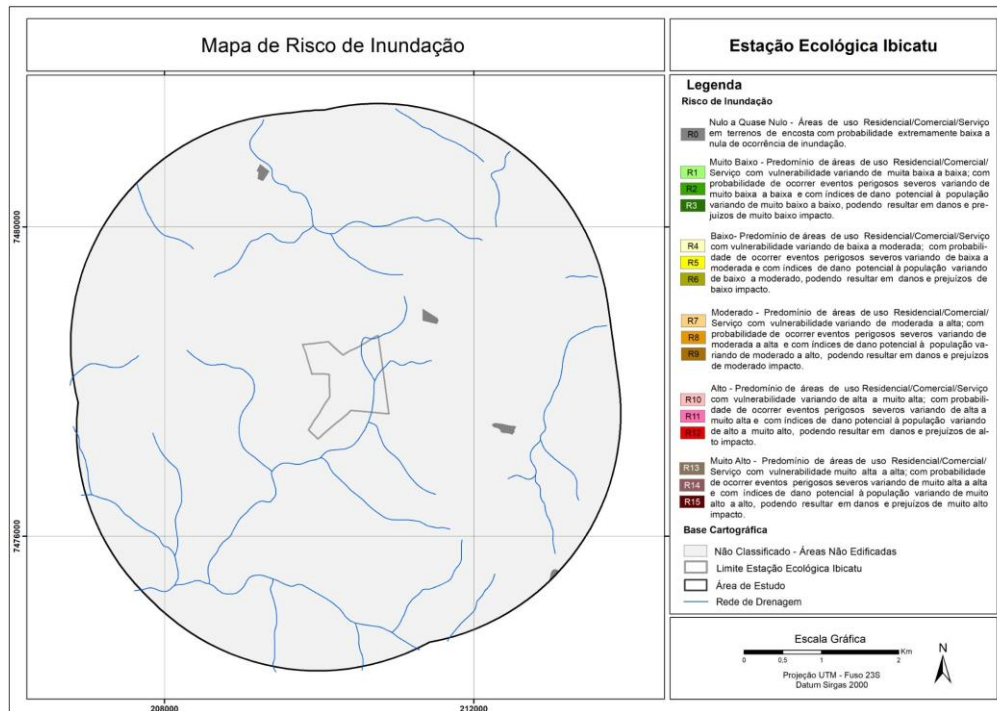 Mapa de Risco de Inundação
Estação Ecológica Ibicatu
Legenda
Risco de Inundação
R0
Nulo a Quase Nulo - Áreas de uso Residencial/Comercial/Serviço
em terrenos de encosta com probabilidade extremamente baixa a
nula de ocorrência de inundação.
R1
R2
R3
Muito Baixo - Predomínio de áreas de uso Residencial/Comercial/
Serviço com vulnerabilidade variando de muita baixa a baixa; com
probabilidade de ocorrer eventos perigosos severos variando de
muito baixa a baixa e com índices de dano potencial à população
variando de muito baixo a baixo, podendo resultar em danos e pre-
juízos de muito baixo impacto.
R4
R5
R6
Baixo- Predomínio de áreas de uso Residencial/Comercial/Serviço
com vulnerabilidade variando de baixa a moderada; com probabili-
dade de ocorrer eventos perigosos severos variando de baixa a
moderada e com índices de dano potencial à população variando
de baixo a moderado, podendo resultar em danos e prejuízos de
baixo impacto.
R7
R8
R9
Moderado - Predomínio de áreas de uso Residencial/Comercial/
Serviço com vulnerabilidade variando de moderada a alta; com
probabilidade de ocorrer eventos perigosos severos variando de
moderada a alta e com índices de dano potencial à população va-
riando de moderado a alto, podendo resultar em danos e prejuízos
de moderado impacto.
R10
R11
R12
Alto - Predomínio de áreas de uso Residencial/Comercial/Serviço
com vulnerabilidade variando de alta a muito alta; com probabili-
dade de ocorrer eventos perigosos severos variando de alta a
muito alta e com índices de dano potencial à população variando
de alto a muito alto, podendo resultar em danos e prejuízos de al-
to impacto.
R13
R14
R15
Muito Alto - Predomínio de áreas de uso Residencial/Comercial/
Serviço com vulnerabilidade muito alta a alta; com probabilidade
de ocorrer eventos perigosos severos variando de muito alta a alta
e com índices de dano potencial à população variando de muito
alto a alto, podendo resultar em danos e prejuízos de muito alto
impacto.
Base Cartográfica
Não Classificado - Áreas Não Edificadas
Limite Estação Ecológica Ibicatu
Área de Estudo
Rede de Drenagem
Escala Gráfica
0 0,5 1 2 Km
Projeção UTM - Fuso 23S
Datum Sirgas 2000
N
7480000
7476000
208000 212000